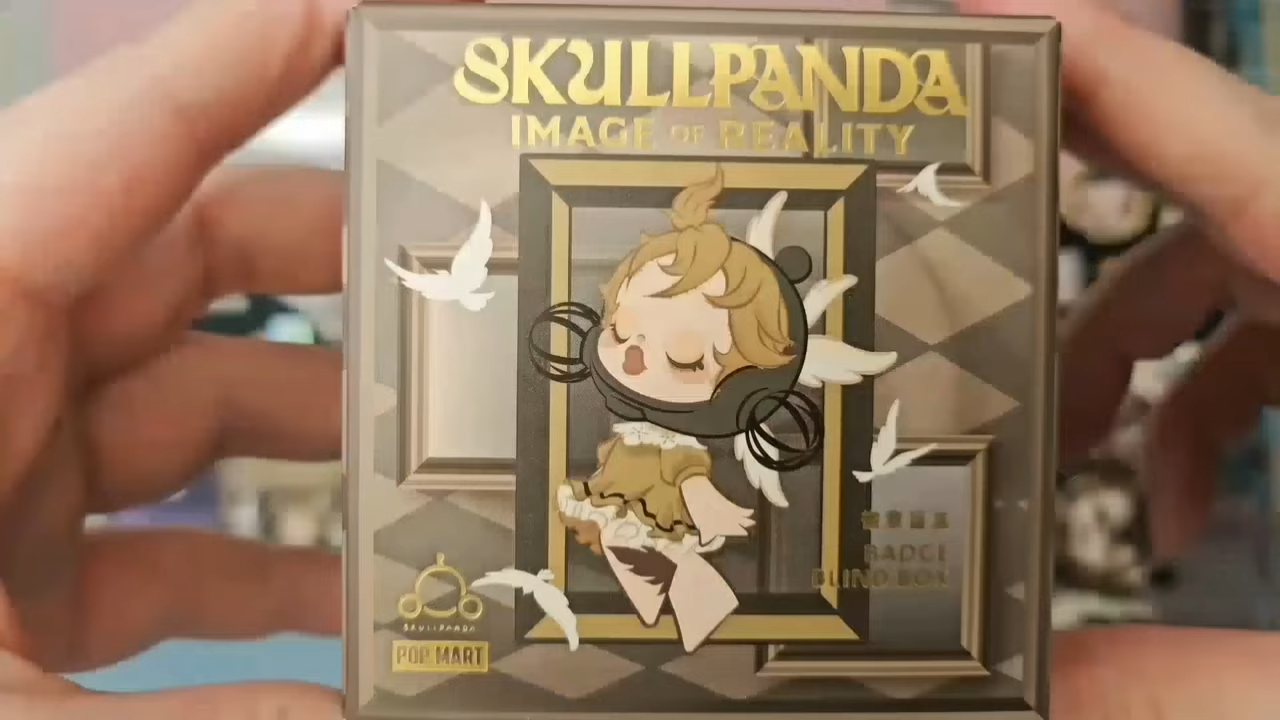 SKULLPANDA
IMAGE OF REALITY
BADGE
BLIND BOX
SKULLPANDA
POP MART